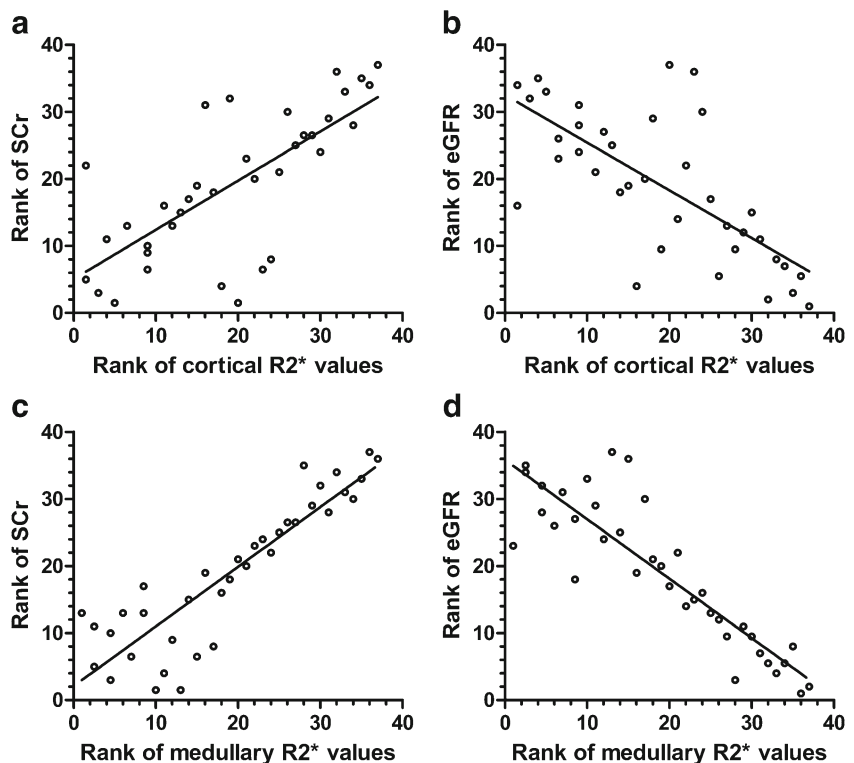 a
40
30
20
10
0
Rank of SCr
0 10 20 30 40
Rank of cortical R2* values
b
40
30
20
10
0
Rank of eGFR
0 10 20 30 40
Rank of cortical R2* values
c
40
30
20
10
0
Rank of SCr
0 10 20 30 40
Rank of medullary R2* values
d
40
30
20
10
0
Rank of eGFR
0 10 20 30 40
Rank of medullary R2* values